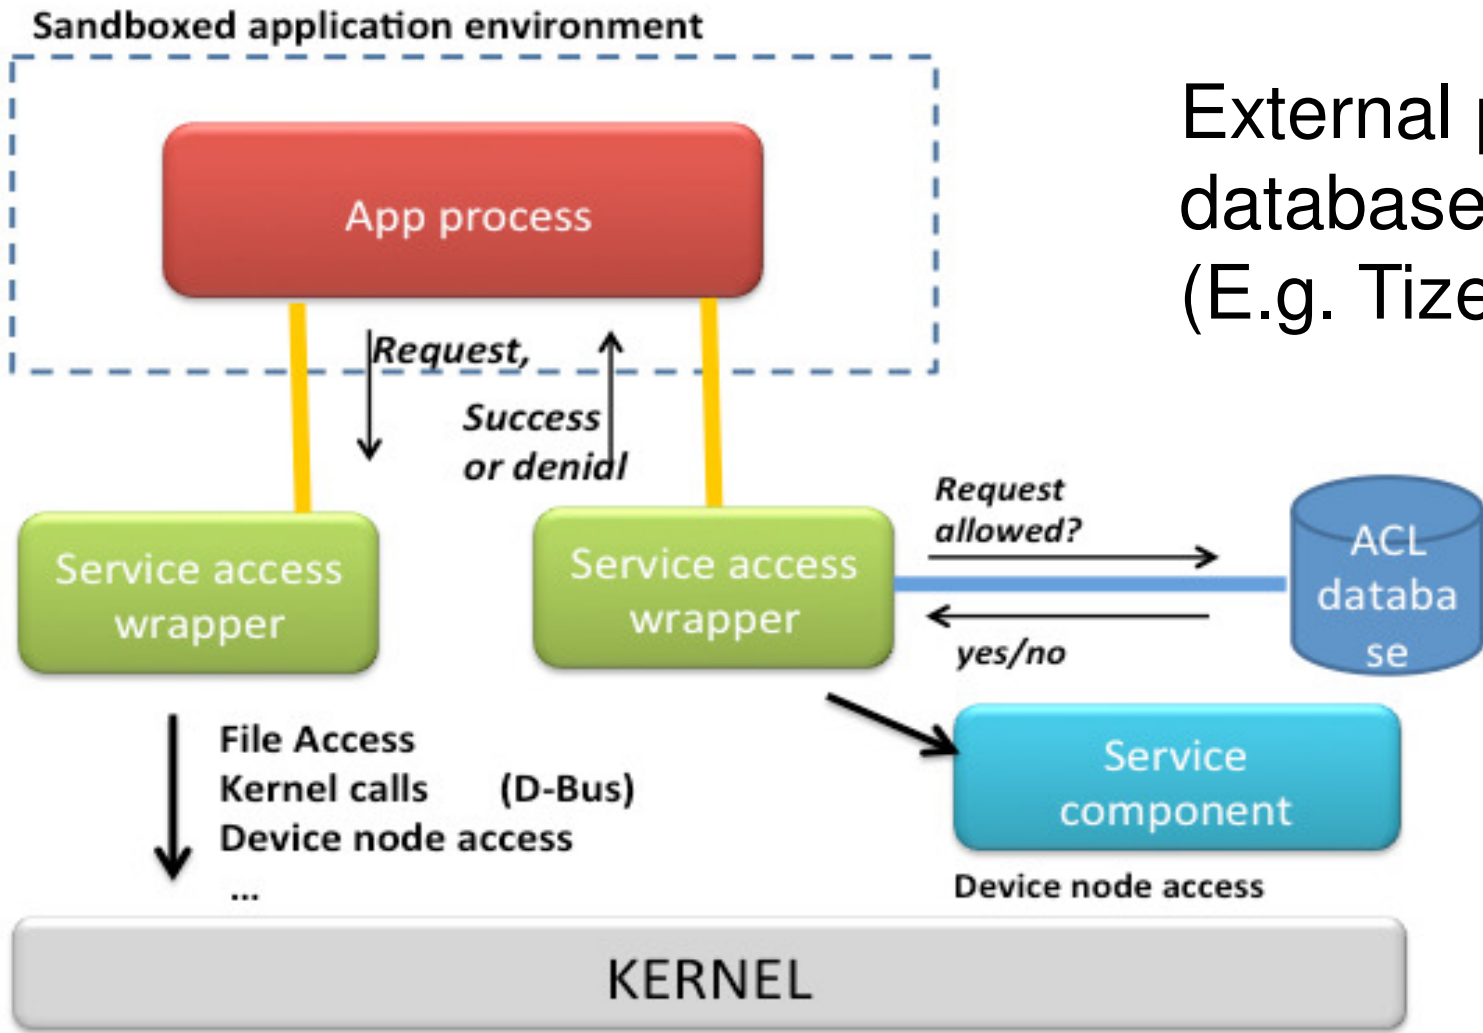 Sandboxed application environment
External
database
(E.g.
App process
Request,
Success
or denial
Request
allowed?
yes/no
ACL
databa
se
Service access
wrapper
Service access
wrapper
File Access
Kernel calls (D-Bus)
Device node access
...
Service
component
Device node access
KERNEL